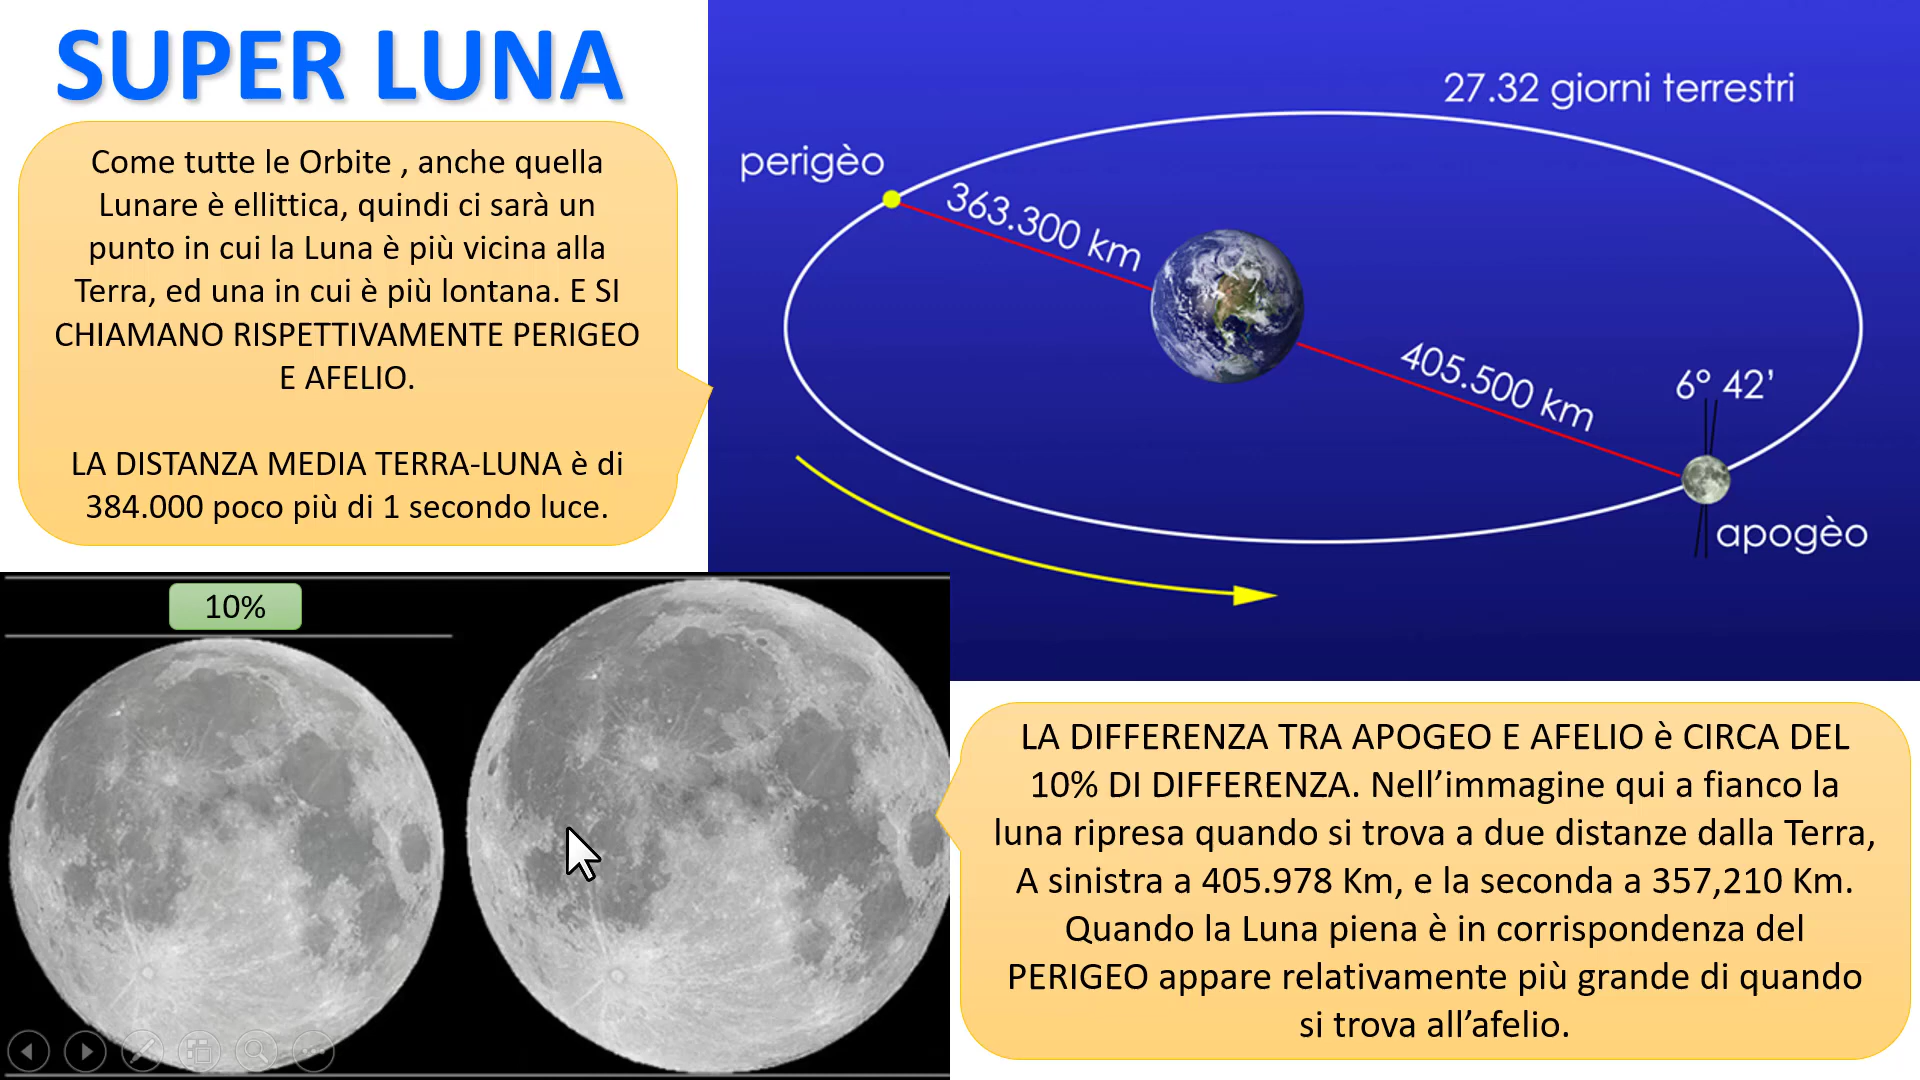 SUPER LUNA
Come tutte le Orbite , anche quella
Lunare è ellittica, quindi ci sarà un
punto in cui la Luna è più vicina alla
Terra, ed una in cui è più lontana. E SI
CHIAMANO RISPETTIVAMENTE PERIGEO
E AFELIO.
LA DISTANZA MEDIA TERRA-LUNA è di
384.000 poco più di 1 secondo luce.
27.32 giorni terrestri
perigèo
363.300 km
405.500 km
6° 42’
apogèo
10%
LA DIFFERENZA TRA APOGEO E AFELIO è CIRCA DEL
10% DI DIFFERENZA. Nell’immagine qui a fianco la
luna ripresa quando si trova a due distanze dalla Terra,
A sinistra a 405.978 Km, e la seconda a 357,210 Km.
Quando la Luna piena è in corrispondenza del
PERIGEO appare relativamente più grande di quando
si trova all’afelio.